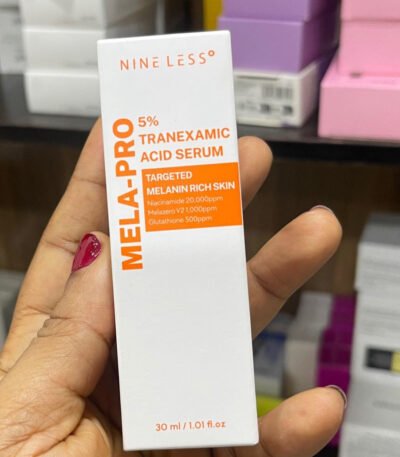 NINE LESS°
MELA-PRO
5%
TRANEXAMIC
ACID SERUM
TARGETED
MELANIN RICH SKIN
Niacinamide 20,000ppm
Melazero V2 1,000ppm
Glutathione 500ppm
30 ml / 1.01 fl.oz